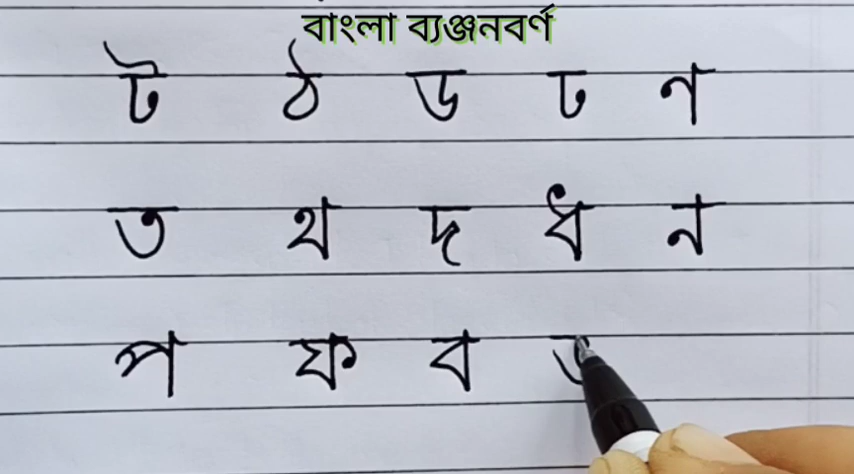 বাংলা ব্যঞ্জনবর্ণ
ট ঠ ড ঢ ণ
ত থ দ ধ ন
প ফ ব